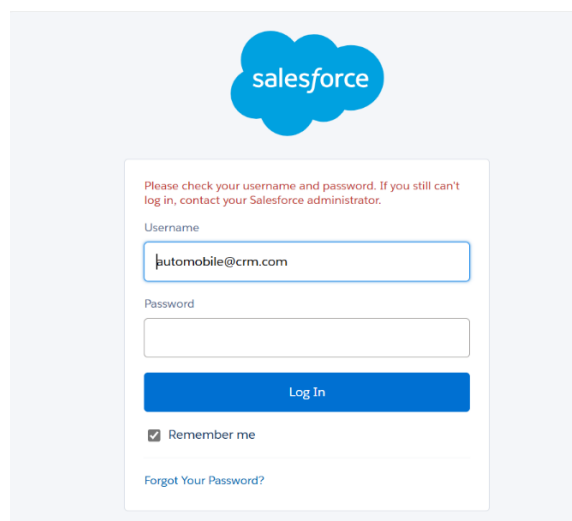 salesforce
Please check your username and password. If you still can't
log in, contact your Salesforce administrator.
Username
automobile@crm.com
Password
Log In
Remember me
Forgot Your Password?